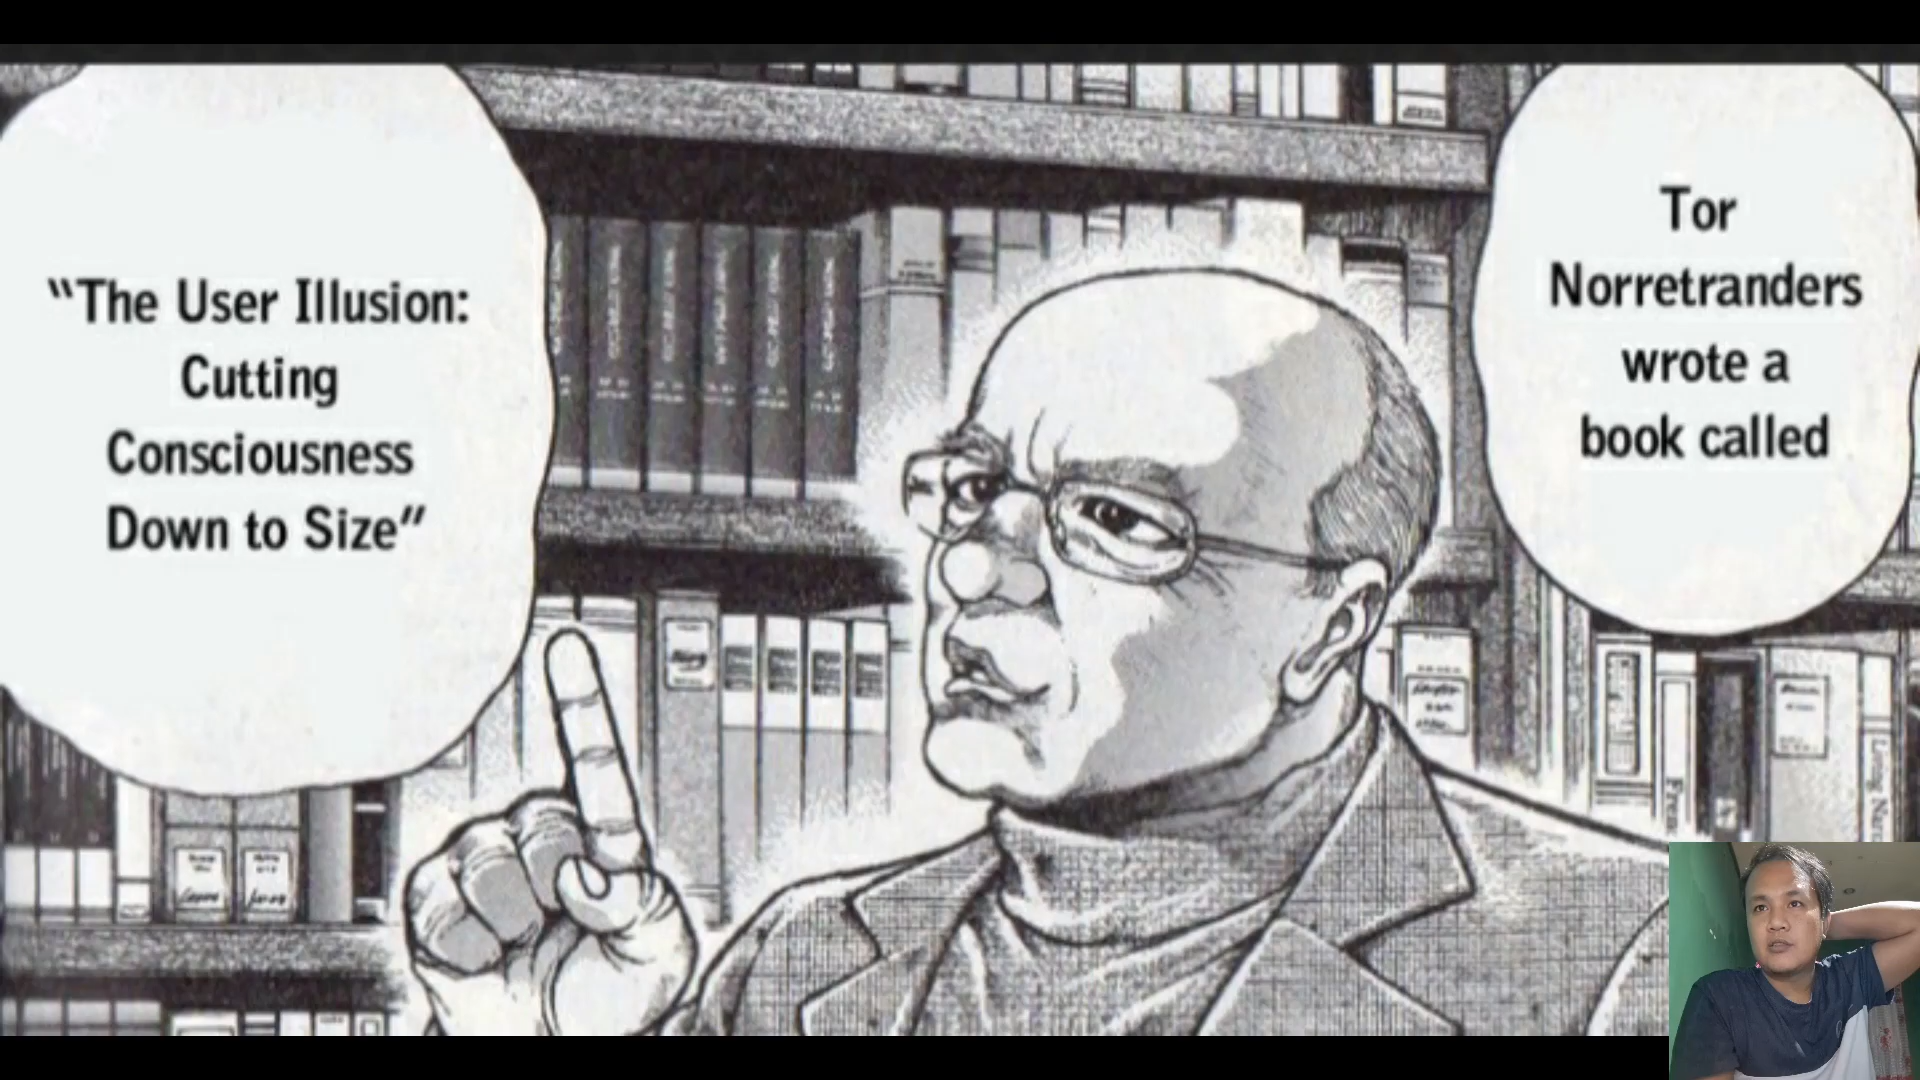 Tor
Norretranders
wrote a
book called
“The User Illusion:
Cutting
Consciousness
Down to Size”